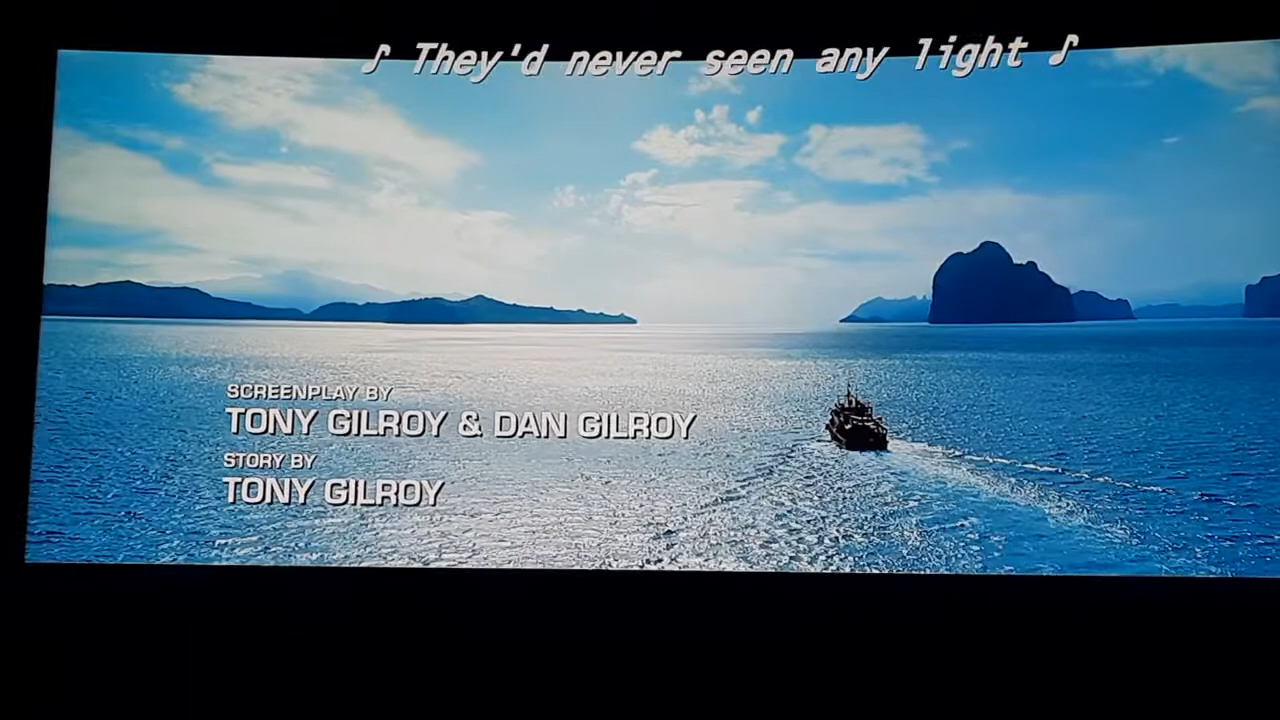 ♪ They'd never seen any light ♪
SCREENPLAY BY
TONY GILROY & DAN GILROY
STORY BY
TONY GILROY